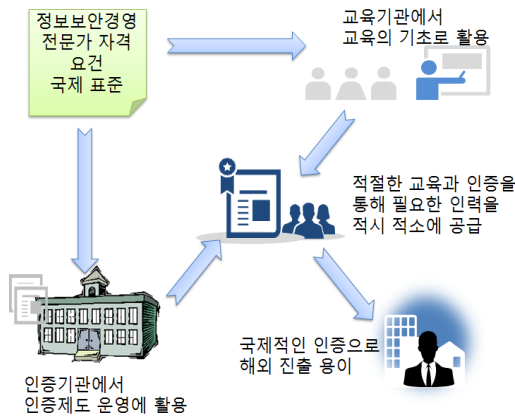 정보보안경영
전문가 자격
요건
국제 표준
교육기관에서
교육의 기초로 활용
적절한 교육과 인증을
통해 필요한 인력을
적시 적소에 공급
국제적인 인증으로
해외 진출 용이
인증기관에서
인증제도 운영에 활용